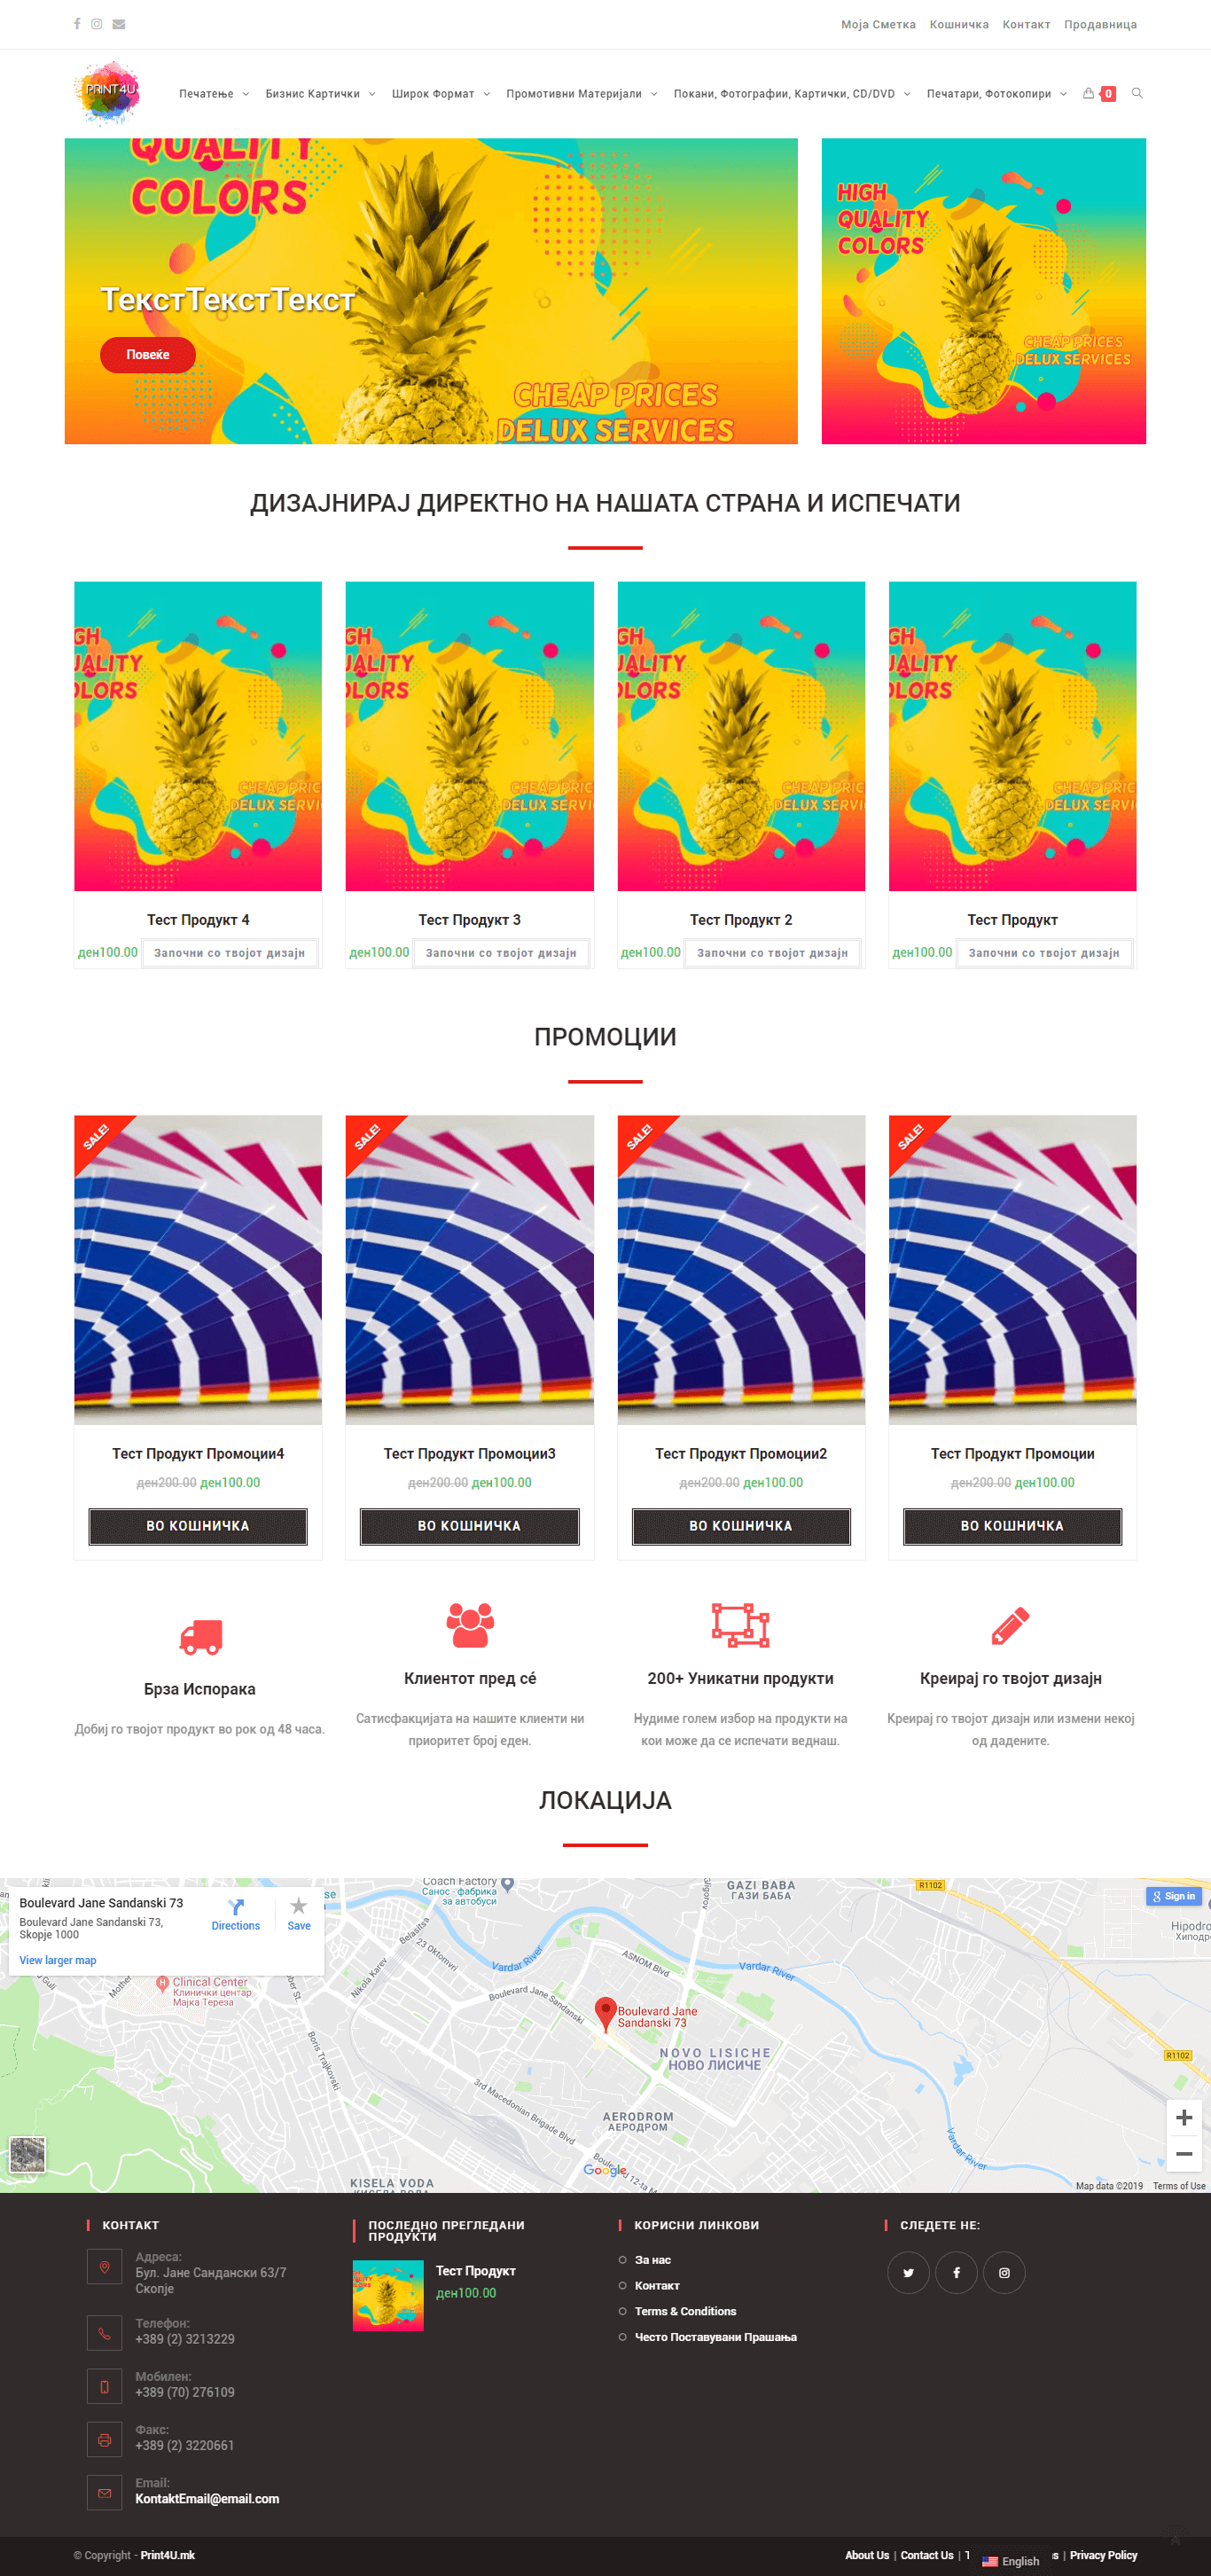 Моја Сметка Кошничка Контакт Продавница
PRINT4U
Печатење Бизнис Картички Широк Формат Промотивни Материјали Покани, Фотографии, Картички, CD/DVD Печатари, Фотокопири 0
QUALITY
COLORS
ТекстТекстТекст
Повеќе
CHEAP PRICES
DELUX SERVICES
HIGH
QUALITY
COLORS
CHEAP PRICES
DELUX SERVICES
ДИЗАЈНИРАЈ ДИРЕКТНО НА НАШАТА СТРАНА И ИСПЕЧАТИ
Тест Продукт 4
ден100.00 Започни со твојот дизајн
Тест Продукт 3
ден100.00 Започни со твојот дизајн
Тест Продукт 2
ден100.00 Започни со твојот дизајн
Тест Продукт
ден100.00 Започни со твојот дизајн
ПРОМОЦИИ
SALE!
Тест Продукт Промоции4
ден200.00 ден100.00
ВО КОШНИЧКА
SALE!
Тест Продукт Промоции3
ден200.00 ден100.00
ВО КОШНИЧКА
SALE!
Тест Продукт Промоции2
ден200.00 ден100.00
ВО КОШНИЧКА
SALE!
Тест Продукт Промоции
ден200.00 ден100.00
ВО КОШНИЧКА
Брза Испорака
Добиј го твојот продукт во рок од 48 часа.
Клиентот пред сé
Сатисфакцијата на нашите клиенти ни
приоритет број еден.
200+ Уникатни продукти
Нудиме голем избор на продукти на
кои може да се испечати веднаш.
Креирај го твојот дизајн
Креирај го твојот дизајн или измени некој
од дадените.
ЛОКАЦИЈА
Boulevard Jane Sandanski 73
Boulevard Jane Sandanski 73,
Skopje 1000
View larger map
Directions
Save
Sign in
Coach Factory
Санос - фабрика
за автобуси
GAZI BABA
ГАЗИ БАБА
R1102
Hipodro
Хиподро
Clinical Center
Клинички центар
Мајка Тереза
Mother
Nikola Karev
23 Oktomvri
Vardar River
ASNOM Blvd
Vardar River
Boulevard Jane Sandanski
Boulevard Jane
Sandanski 73
Boris Trajkovski
NOVO LISICHE
НОВО ЛИСИЧЕ
R1102
3rd Macedonian Brigade Blvd
AERODROM
АЕРОДРОМ
Vardar River
KISELA VODA
КИСЕЛА ВОДА
Google
Map data ©2019 Terms of Use
КОНТАКТ
Адреса:
Бул. Јане Сандански 63/7
Скопје
Телефон:
+389 (2) 3213229
Мобилен:
+389 (70) 276109
Факс:
+389 (2) 3220661
Email:
KontaktEmail@email.com
ПОСЛЕДНО ПРЕГЛЕДАНИ
ПРОДУКТИ
Тест Продукт
ден100.00
КОРИСНИ ЛИНКОВИ
За нас
Контакт
Terms & Conditions
Често Поставувани Прашања
СЛЕДЕТЕ НЕ:
© Copyright - Print4U.mk
About Us | Contact Us | T
English
s | Privacy Policy